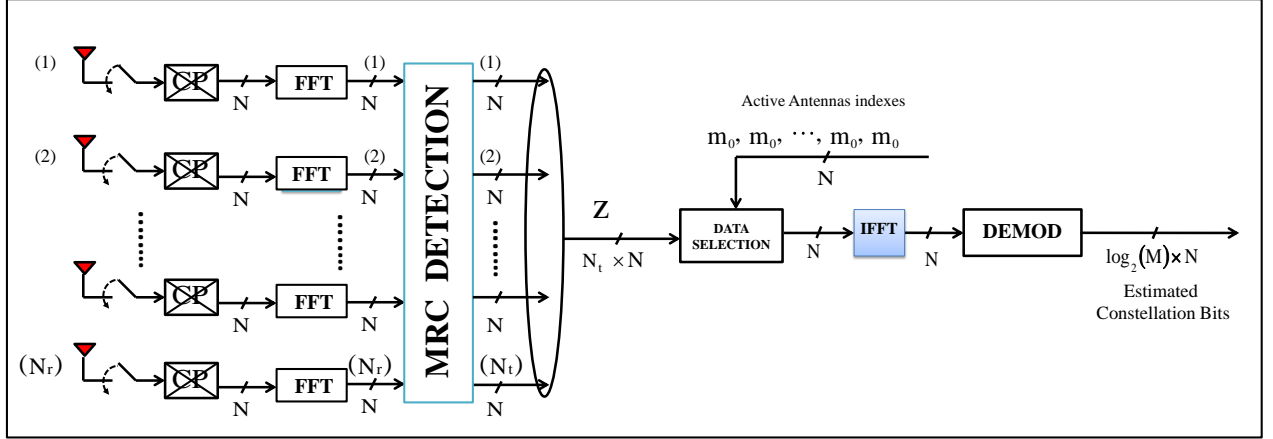 (1) CP N FFT (1) N (1) N
(2) CP N FFT (2) N (2) N
CP N FFT N N
(Nr) CP N FFT (Nr) N (Nt) N
MRC DETECTION
Z
Nt × N
Active Antennas indexes
m0, m0, ⋯, m0, m0
N
DATA
SELECTION
N
IFFT
N
DEMOD
log2(M)×N
Estimated
Constellation Bits